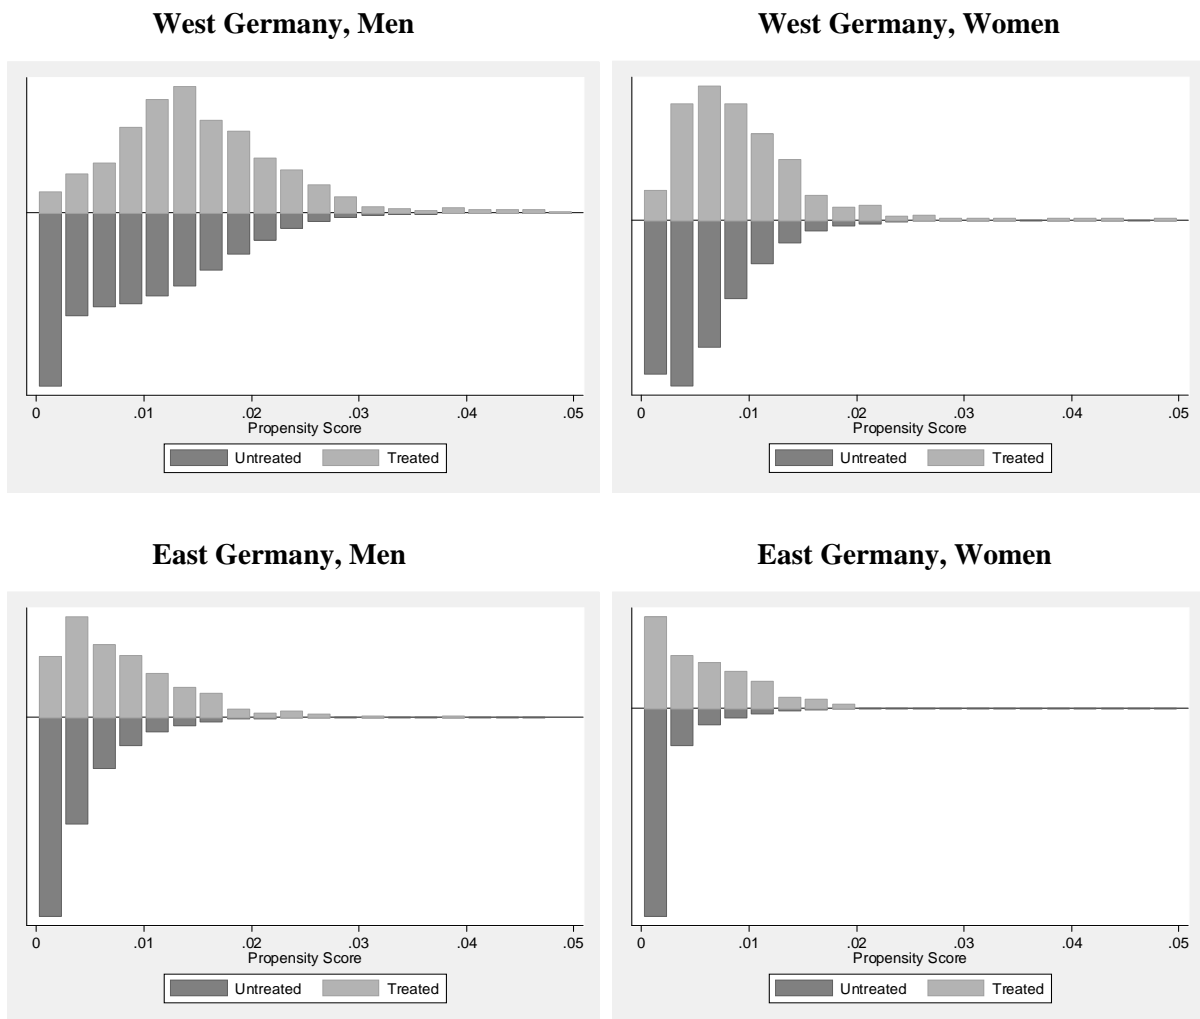 West Germany, Men
0 .01 .02 .03 .04 .05
Propensity Score
Untreated Treated
West Germany, Women
0 .01 .02 .03 .04 .05
Propensity Score
Untreated Treated
East Germany, Men
0 .01 .02 .03 .04 .05
Propensity Score
Untreated Treated
East Germany, Women
0 .01 .02 .03 .04 .05
Propensity Score
Untreated Treated